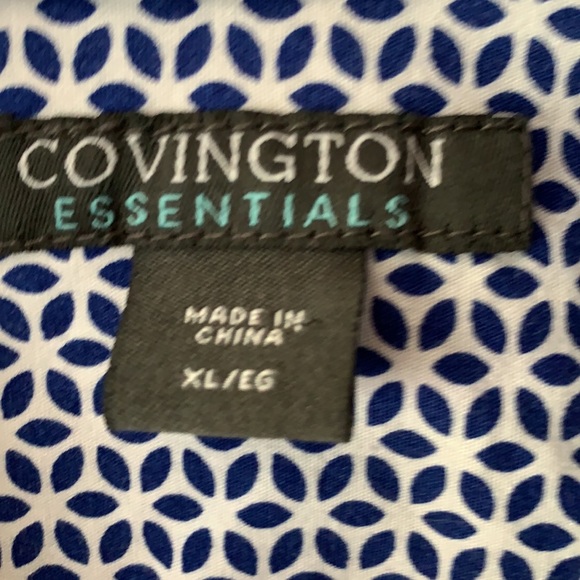 COVINGTON
ESSENTIALS
MADE IN
CHINA
XL/EG